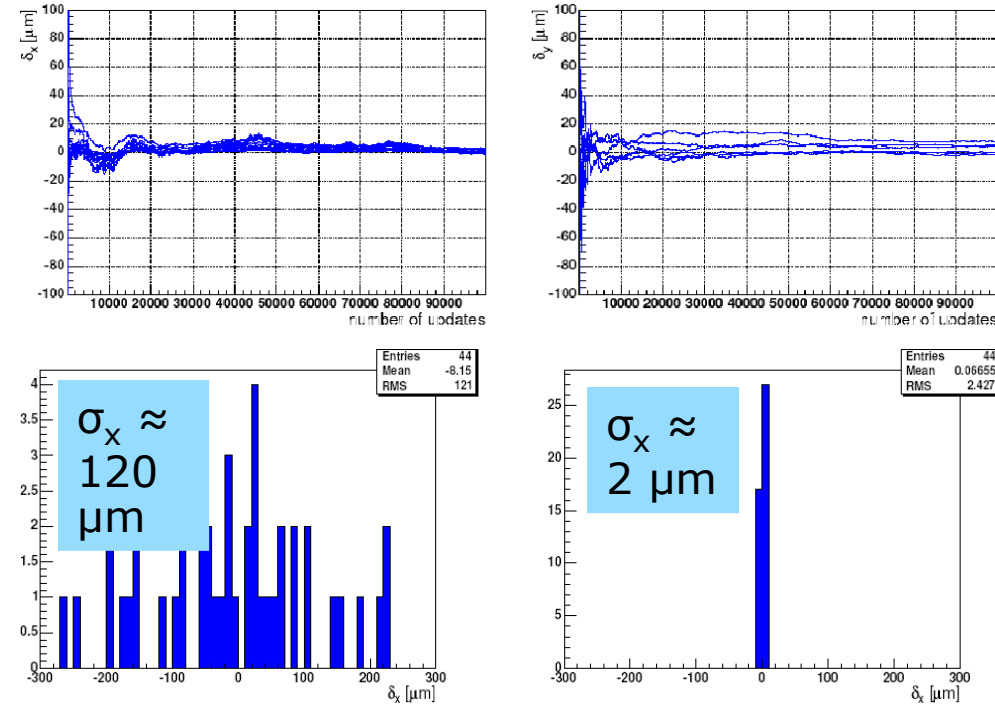 100
80
60
40
20
0
-20
-40
-60
-80
-100
δx [μm]
10000 20000 30000 40000 50000 60000 70000 80000 90000
number of updates
100
80
60
40
20
0
-20
-40
-60
-80
-100
δy [μm]
10000 20000 30000 40000 50000 60000 70000 80000 90000
number of updates
Entries 44
Mean -8.15
RMS 121
4
3.5
3
2.5
2
1.5
1
0.5
0
σx ≈
120
μm
-300 -200 -100 0 100 200 300
δx [μm]
Entries 44
Mean 0.06655
RMS 2.427
25
20
15
10
5
0
σx ≈
2 μm
-300 -200 -100 0 100 200 300
δx [μm]